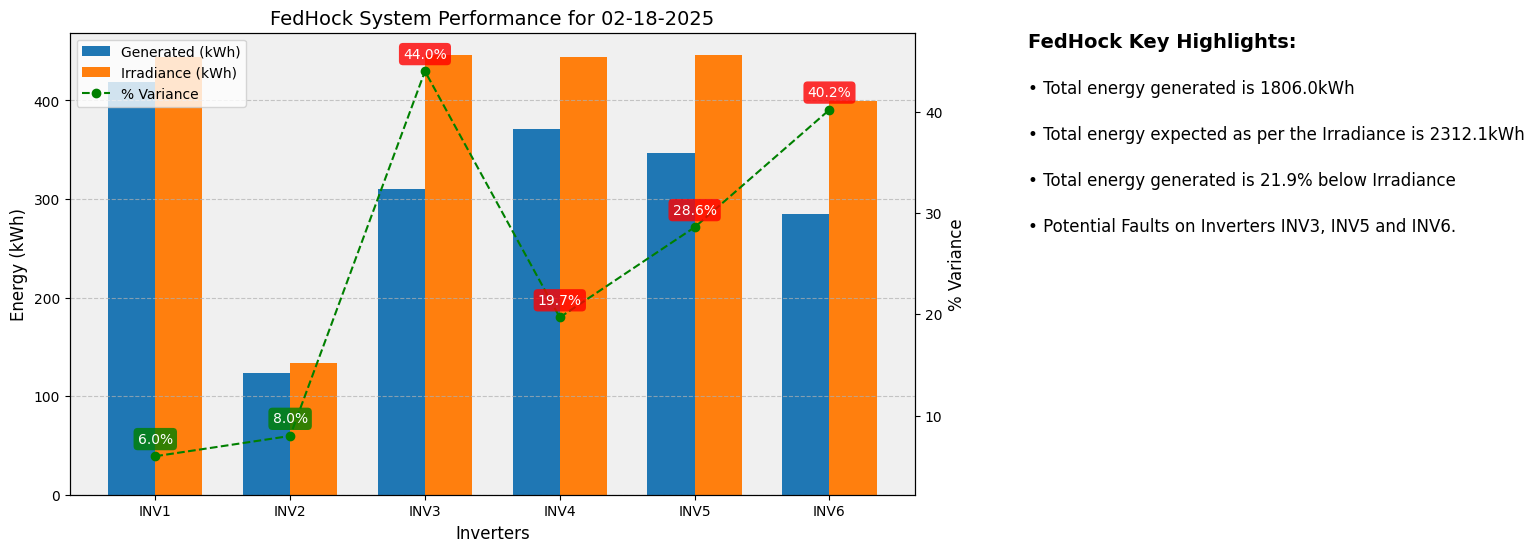 FedHock System Performance for 02-18-2025
Generated (kWh)
Irradiance (kWh)
% Variance
Energy (kWh)
400
300
200
100
0
6.0%
8.0%
44.0%
19.7%
28.6%
40.2%
40
30
20
10
% Variance
INV1 INV2 INV3 INV4 INV5 INV6
Inverters
FedHock Key Highlights:
• Total energy generated is 1806.0kWh
• Total energy expected as per the Irradiance is 2312.1kWh
• Total energy generated is 21.9% below Irradiance
• Potential Faults on Inverters INV3, INV5 and INV6.